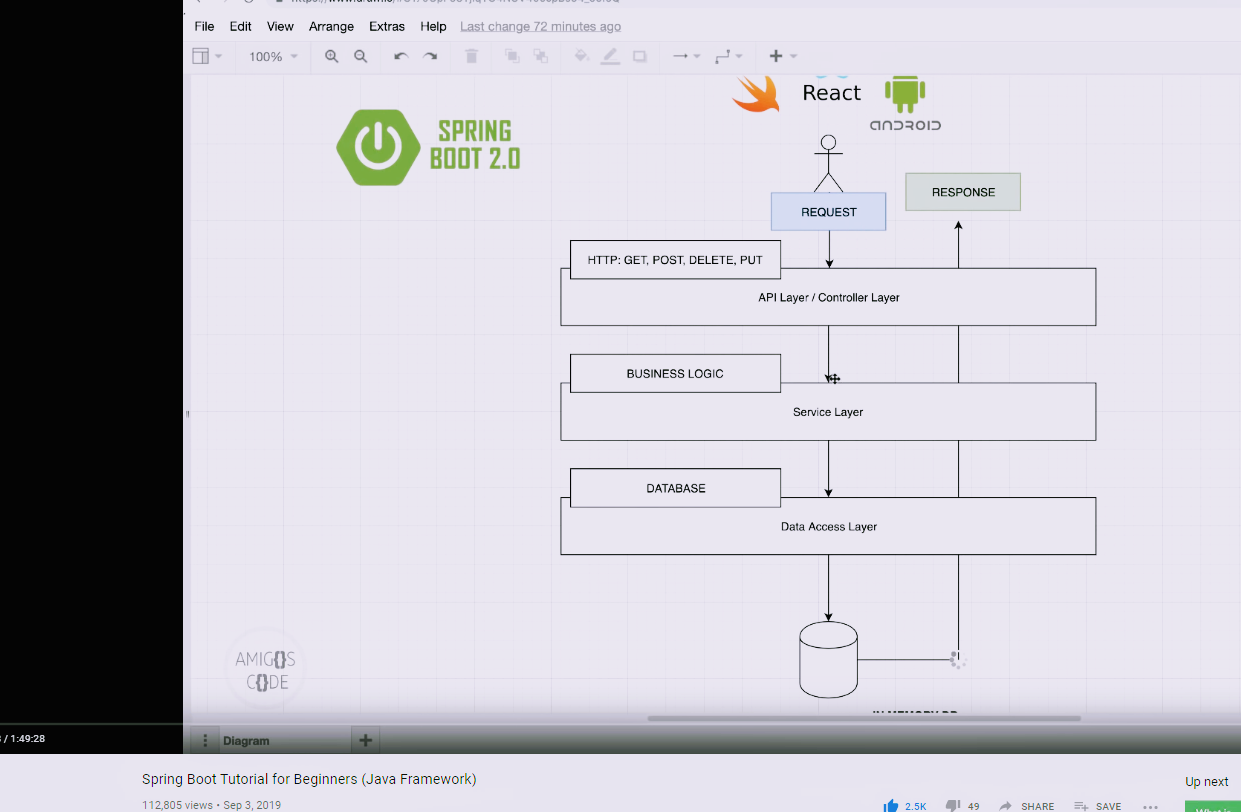 File Edit View Arrange Extras Help Last change 72 minutes ago
100%
React
ANDROID
SPRING
BOOT 2.0
RESPONSE
REQUEST
HTTP: GET, POST, DELETE, PUT
API Layer / Controller Layer
BUSINESS LOGIC
Service Layer
DATABASE
Data Access Layer
AMIG{}S
C{}DE
/ 1:49:28
Diagram
Spring Boot Tutorial for Beginners (Java Framework)
Up next
112,805 views • Sep 3, 2019
2.5K 49 SHARE SAVE